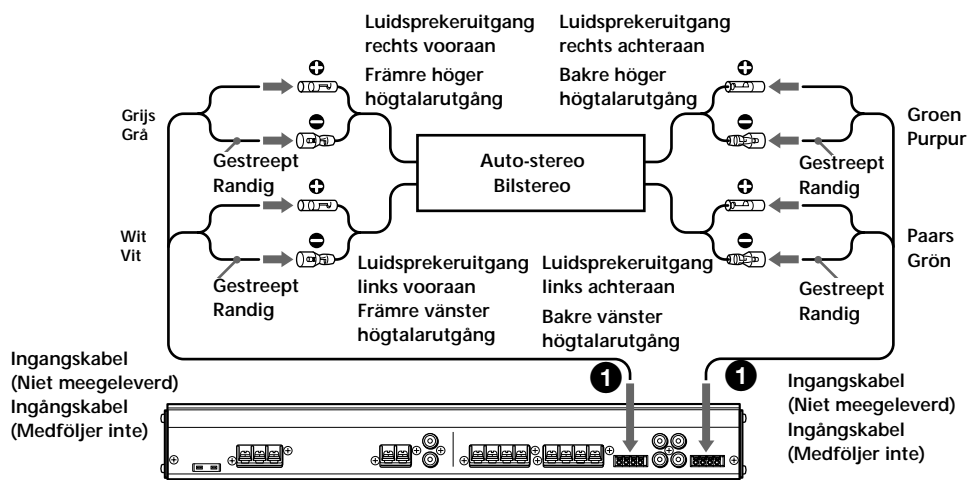 Luidsprekeruitgang
rechts vooraan
Främre höger
högtalarutgång
Luidsprekeruitgang
rechts achteraan
Bakre höger
högtalarutgång
Grijs
Grå
Gestreept
Randig
Auto-stereo
Bilstereo
Groen
Purpur
Gestreept
Randig
Wit
Vit
Gestreept
Randig
Luidsprekeruitgang
links vooraan
Främre vänster
högtalarutgång
Luidsprekeruitgang
links achteraan
Bakre vänster
högtalarutgång
Paars
Grön
Gestreept
Randig
Ingangskabel
(Niet meegeleverd)
Ingångskabel
(Medföljer inte)
1
1
Ingangskabel
(Niet meegeleverd)
Ingångskabel
(Medföljer inte)